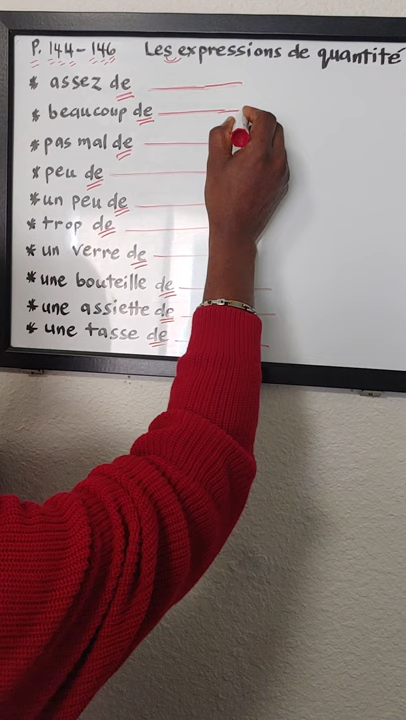 P. 144-146 Les expressions de quantité
* assez de
* beaucoup de
* pas mal de
* peu de
* un peu de
* trop de
* un verre de
* une bouteille de
* une assiette de
* une tasse de